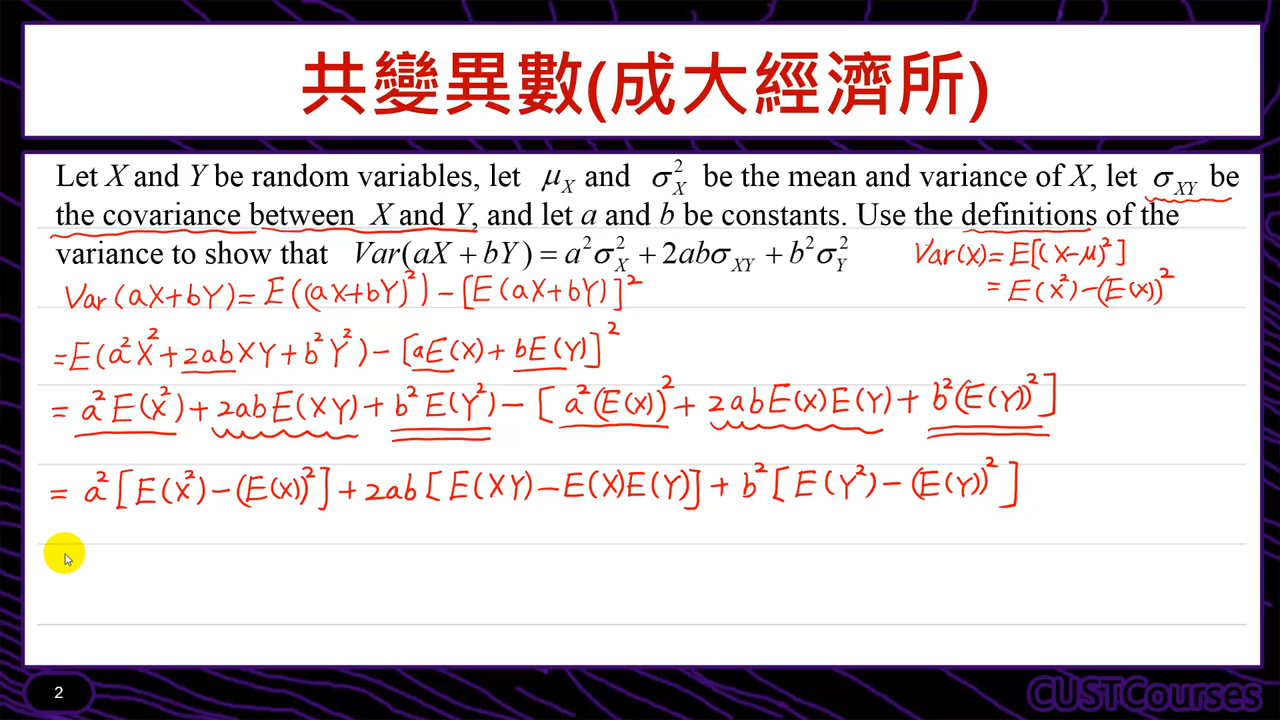 共變異數(成大經濟所)
Let X and Y be random variables, let μ_X and σ_X^2 be the mean and variance of X, let σ_XY be
the covariance between X and Y, and let a and b be constants. Use the definitions of the
variance to show that Var(aX + bY) = a^2σ_X^2 + 2abσ_XY + b^2σ_Y^2
Var(X) = E[(X-μ)^2]
= E(X^2) - (E(X))^2
Var(aX+bY) = E((aX+bY)^2) - [E(aX+bY)]^2
= E(a^2X^2 + 2abXY + b^2Y^2) - [aE(X) + bE(Y)]^2
= a^2E(X^2) + 2abE(XY) + b^2E(Y^2) - [a^2(E(X))^2 + 2abE(X)E(Y) + b^2(E(Y))^2]
= a^2[E(X^2) - (E(X))^2] + 2ab[E(XY) - E(X)E(Y)] + b^2[E(Y^2) - (E(Y))^2]
2
CUSTCourses